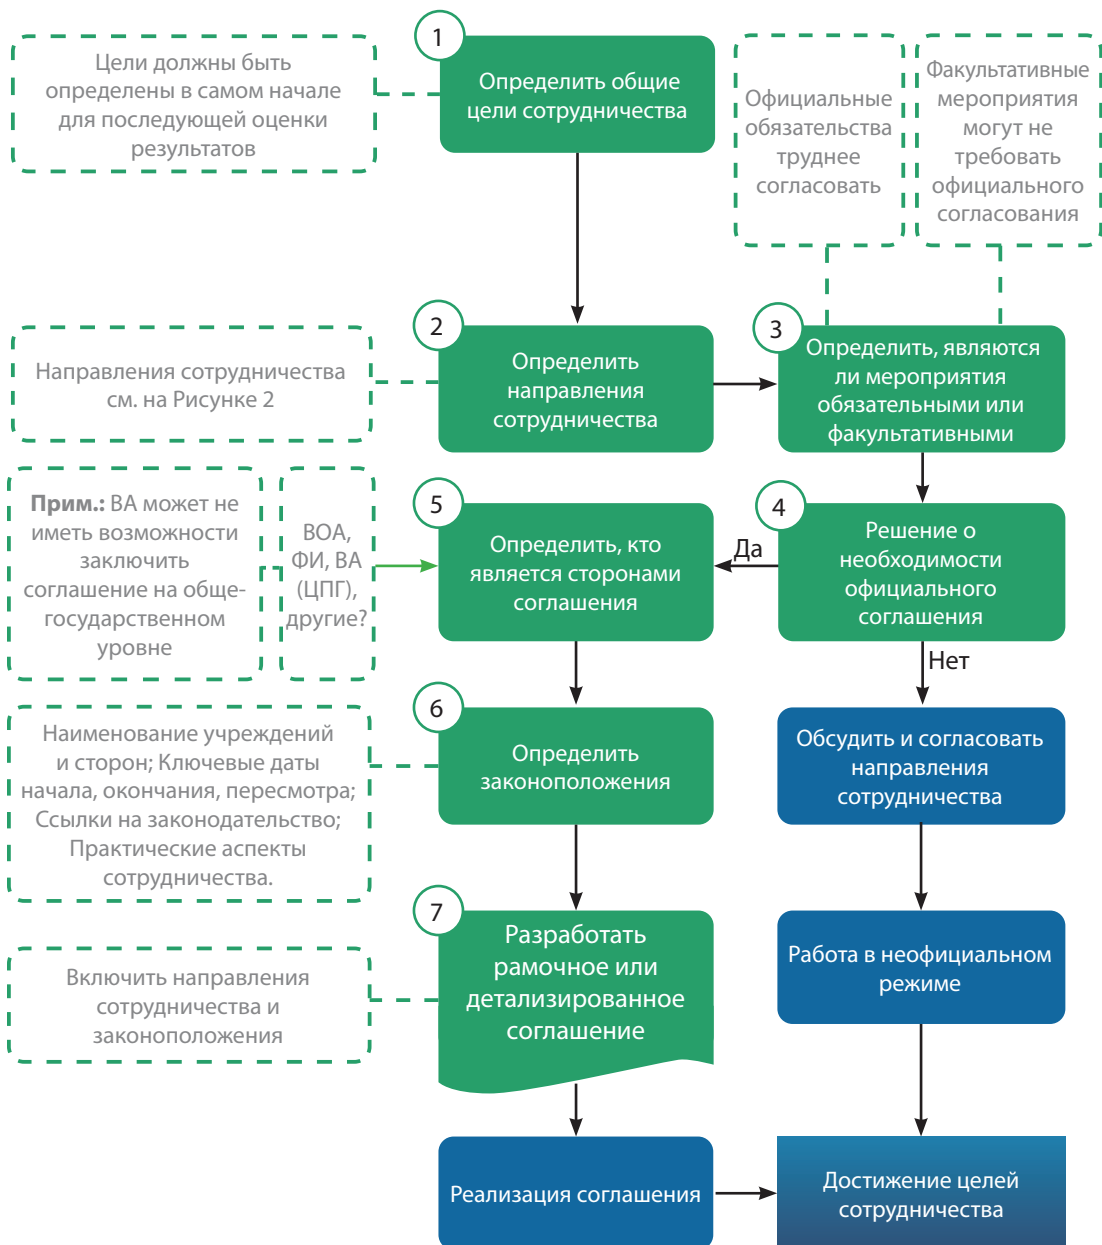 1
Цели должны быть
определены в самом начале
для последующей оценки
результатов
Определить общие
цели сотрудничества
Официальные
обязательства
труднее
согласовать
Факультативные
мероприятия
могут не
требовать
официального
согласования
2
Направления сотрудничества
см. на Рисунке 2
Определить
направления
сотрудничества
3
Определить, являются
ли мероприятия
обязательными или
факультативными
Прим.: ВА может не
иметь возможности
заключить
соглашение на обще-
государственном
уровне
ВОА,
ФИ, ВА
(ЦПГ),
другие?
5
Определить, кто
является сторонами
соглашения
Да
4
Решение о
необходимости
официального
соглашения
Нет
6
Наименование учреждений
и сторон; Ключевые даты
начала, окончания, пересмотра;
Ссылки на законодательство;
Практические аспекты
сотрудничества.
Определить
законоположения
Обсудить и согласовать
направления
сотрудничества
7
Включить направления
сотрудничества и
законоположения
Разработать
рамочное или
детализированное
соглашение
Работа в неофициальном
режиме
Реализация соглашения
Достижение целей
сотрудничества